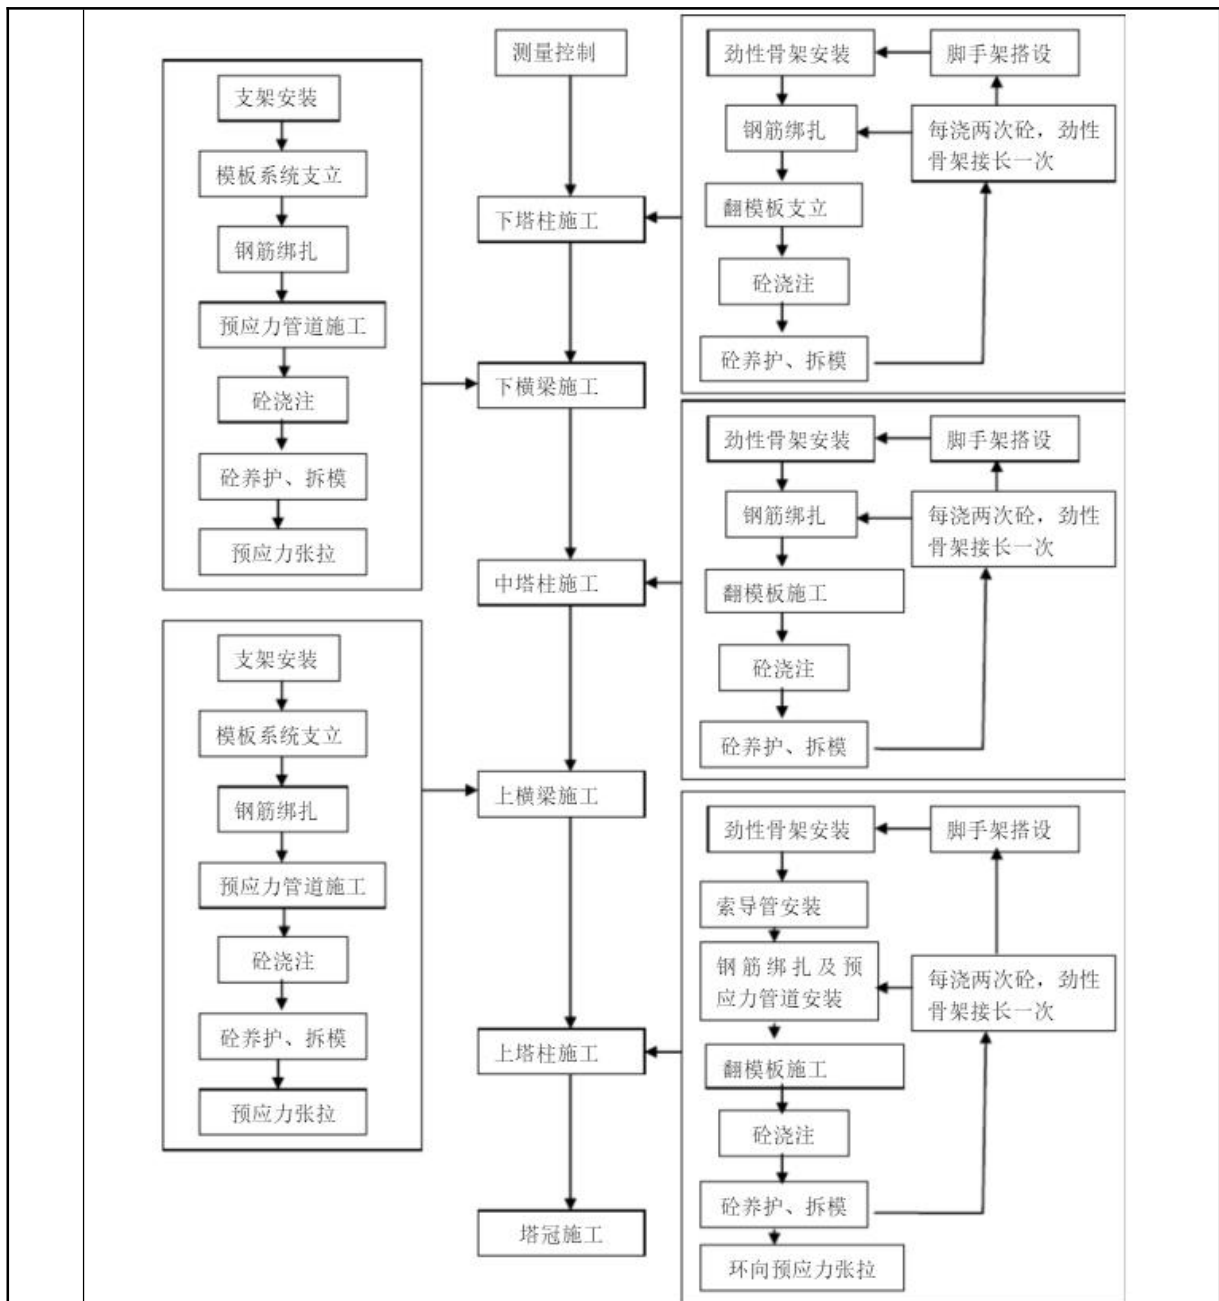 测量控制
下塔柱施工
下横梁施工
中塔柱施工
上横梁施工
上塔柱施工
塔冠施工
支架安装
模板系统支立
钢筋绑扎
预应力管道施工
砼浇注
砼养护、拆模
预应力张拉
支架安装
模板系统支立
钢筋绑扎
预应力管道施工
砼浇注
砼养护、拆模
预应力张拉
劲性骨架安装
脚手架搭设
钢筋绑扎
每浇两次砼，劲性
骨架接长一次
翻模板支立
砼浇注
砼养护、拆模
劲性骨架安装
脚手架搭设
钢筋绑扎
每浇两次砼，劲性
骨架接长一次
翻模板施工
砼浇注
砼养护、拆模
劲性骨架安装
脚手架搭设
索导管安装
钢筋绑扎及预
应力管道安装
每浇两次砼，劲性
骨架接长一次
翻模板施工
砼浇注
砼养护、拆模
环向预应力张拉